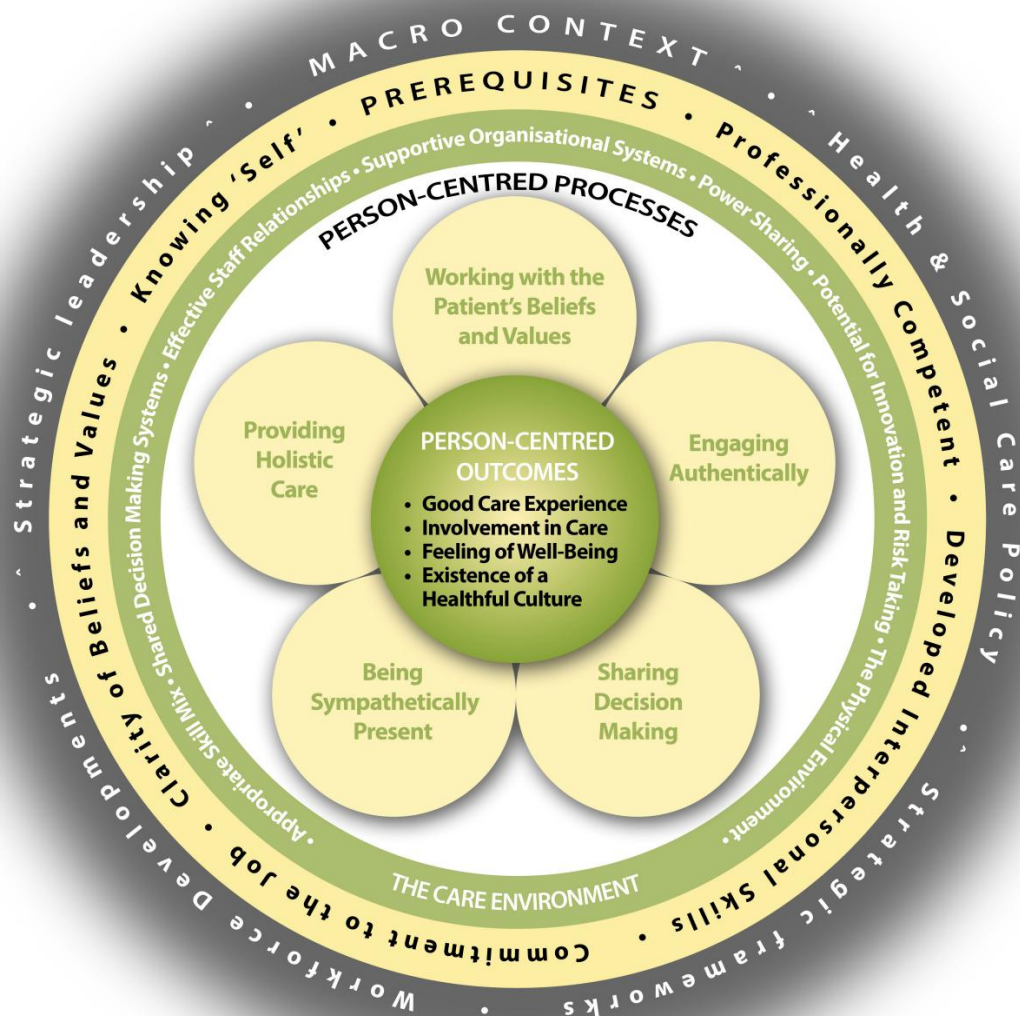 MACRO CONTEXT
Health & Social Care Policy
Strategic frameworks
Workforce Developments
Strategic leadership
PREREQUISITES
Professionally Competent
Developed Interpersonal Skills
Commitment to the Job
Clarity of Beliefs and Values
Knowing ‘Self’
THE CARE ENVIRONMENT
Appropriate Skill Mix • Shared Decision Making Systems • Effective Staff Relationships • Supportive Organisational Systems • Power Sharing • Potential for Innovation and Risk Taking • The Physical Environment •
PERSON-CENTRED PROCESSES
Working with the
Patient’s Beliefs
and Values
Engaging
Authentically
Sharing
Decision
Making
Being
Sympathetically
Present
Providing
Holistic
Care
PERSON-CENTRED
OUTCOMES
• Good Care Experience
• Involvement in Care
• Feeling of Well-Being
• Existence of a
Healthful Culture